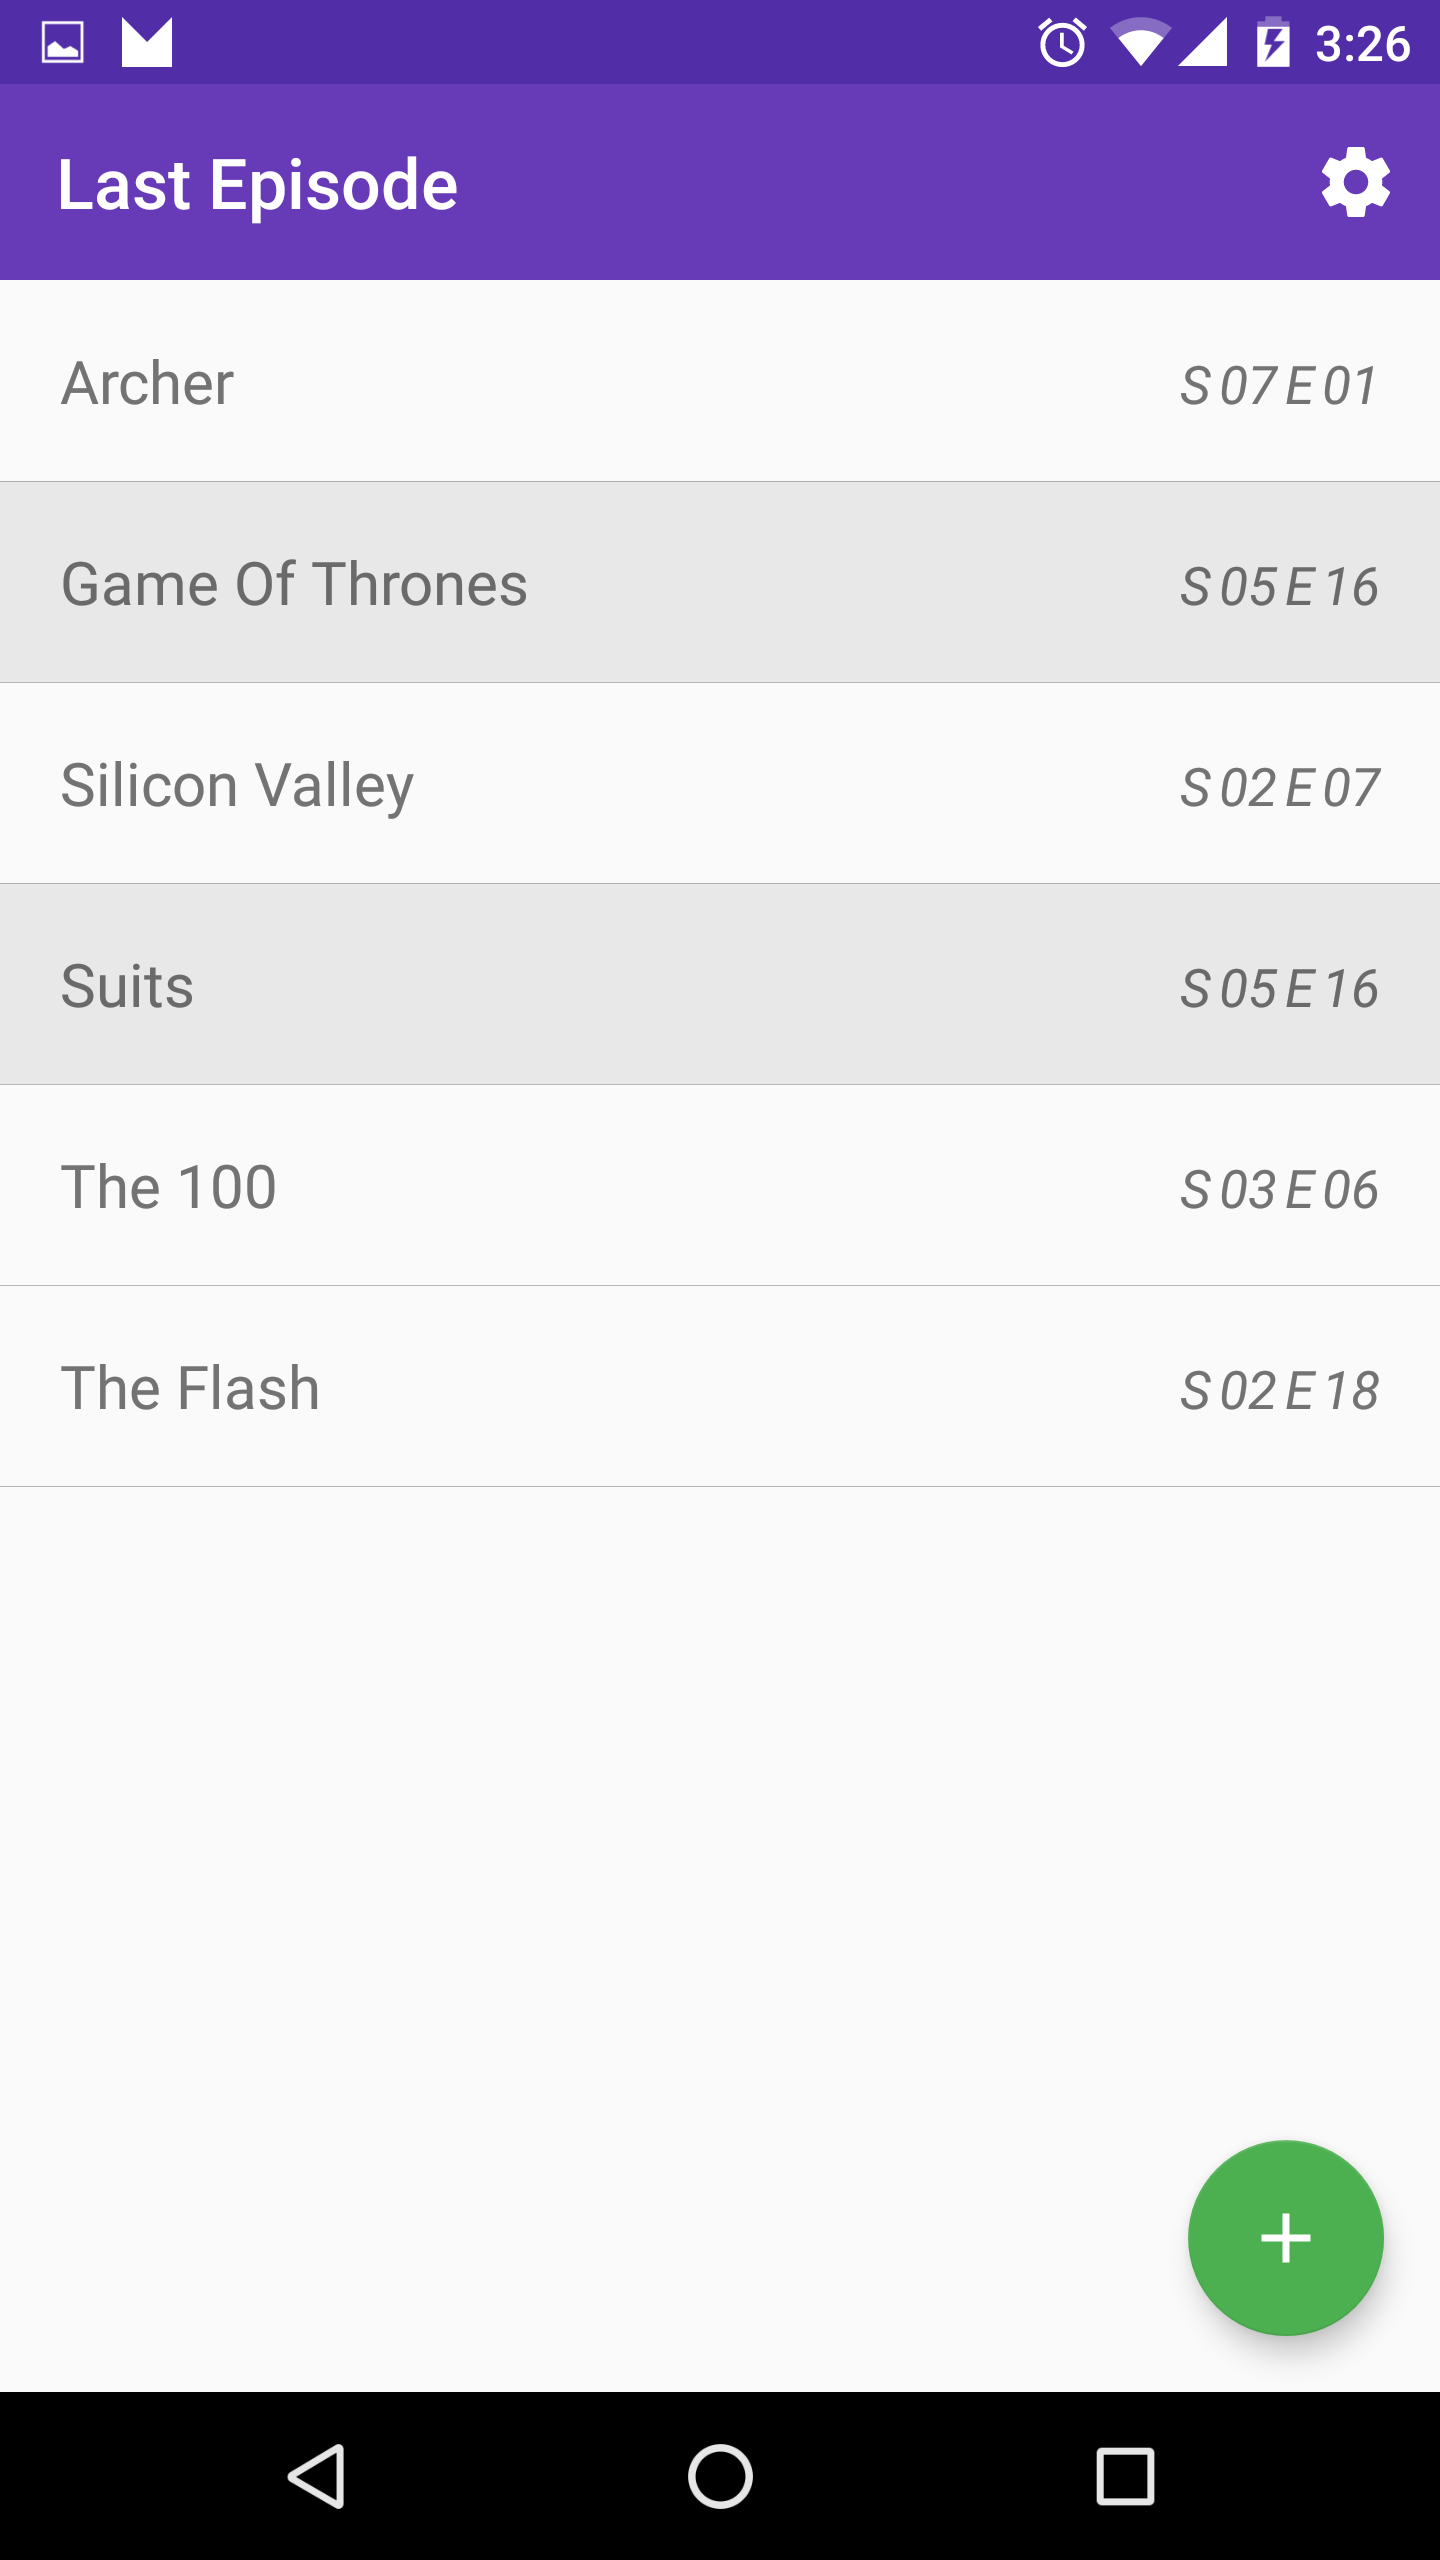 3:26
Last Episode
Archer S 07 E 01
Game Of Thrones S 05 E 16
Silicon Valley S 02 E 07
Suits S 05 E 16
The 100 S 03 E 06
The Flash S 02 E 18